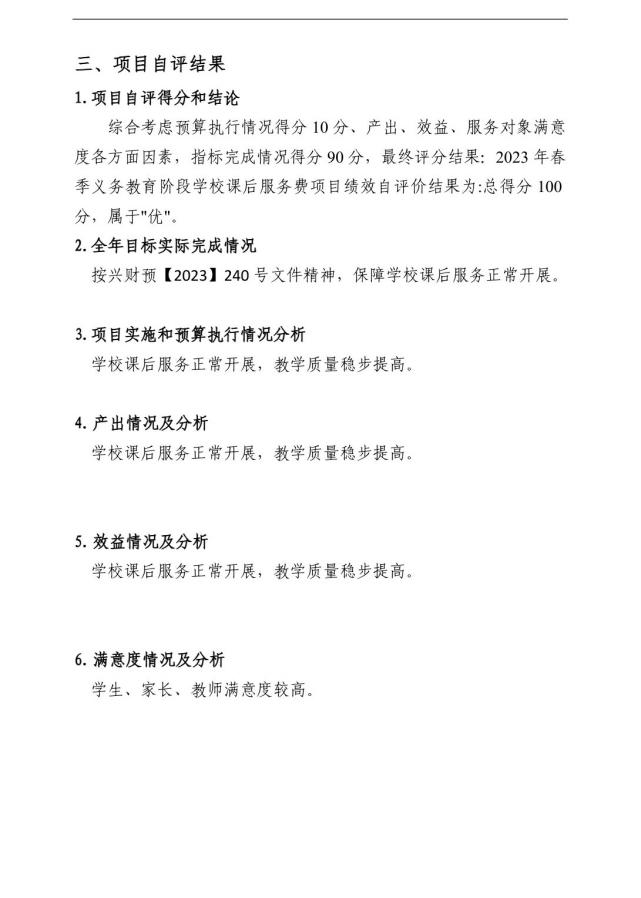 三、项目自评结果
1. 项目自评得分和结论
综合考虑预算执行情况得分 10 分、产出、效益、服务对象满意
度各方面因素，指标完成情况得分 90 分，最终评分结果：2023 年春
季义务教育阶段学校课后服务费项目绩效自评价结果为:总得分 100
分，属于"优"。
2. 全年目标实际完成情况
按兴财预【2023】240 号文件精神，保障学校课后服务正常开展。
3. 项目实施和预算执行情况分析
学校课后服务正常开展，教学质量稳步提高。
4. 产出情况及分析
学校课后服务正常开展，教学质量稳步提高。
5. 效益情况及分析
学校课后服务正常开展，教学质量稳步提高。
6. 满意度情况及分析
学生、家长、教师满意度较高。